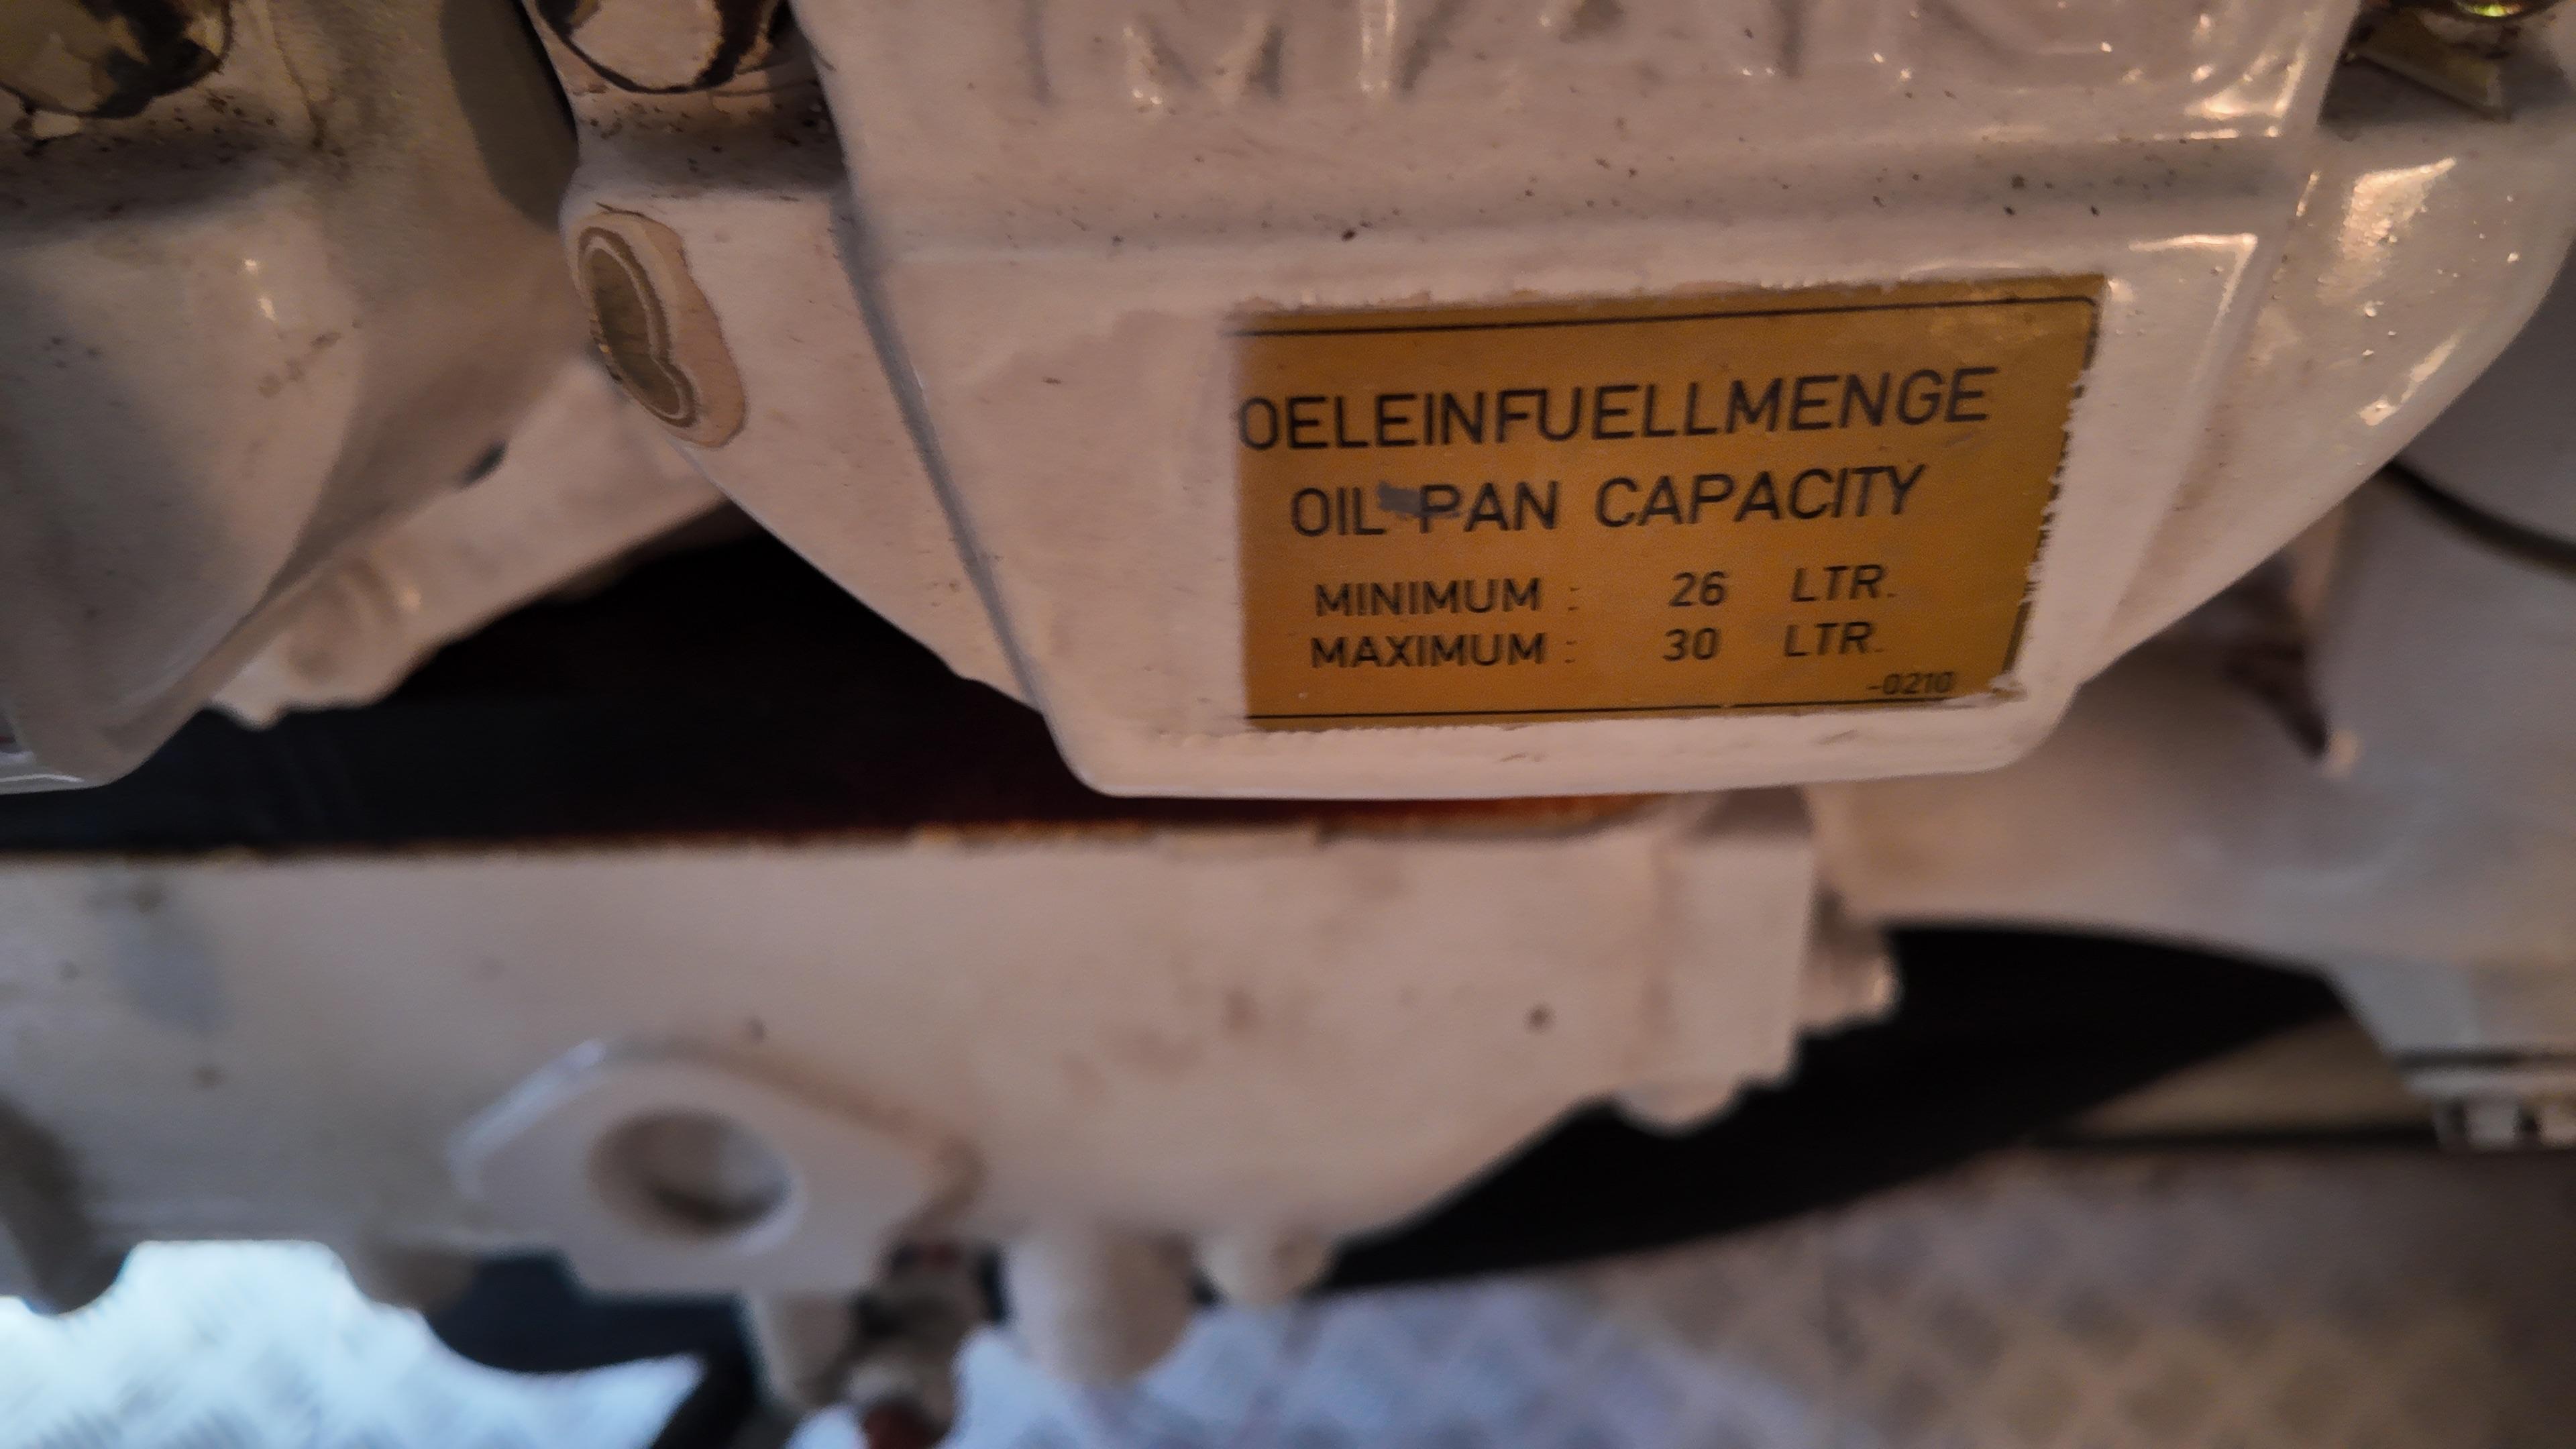 OELEINFUELLMENGE
OIL PAN CAPACITY
MINIMUM : 26 LTR.
MAXIMUM : 30 LTR.
-0210